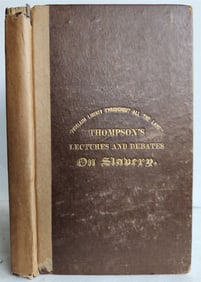 "PROCLAIM LIBERTY THROUGHOUT ALL THE LAND"
THOMPSON'S
LECTURES AND DEBATES
On Slavery.